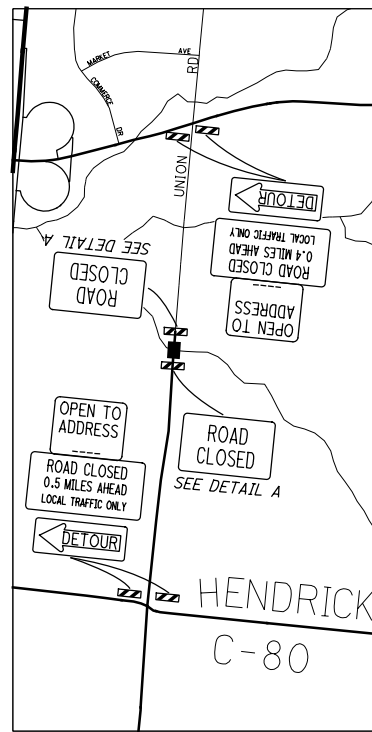 MARKET AVE
COMMERCE DR
UNION RD
DETOUR
ROAD CLOSED
0.4 MILES AHEAD
LOCAL TRAFFIC ONLY
OPEN TO
ADDRESS
----
SEE DETAIL A
ROAD
CLOSED
OPEN TO
ADDRESS
----
ROAD CLOSED
0.5 MILES AHEAD
LOCAL TRAFFIC ONLY
DETOUR
ROAD
CLOSED
SEE DETAIL A
HENDRICK
C-80